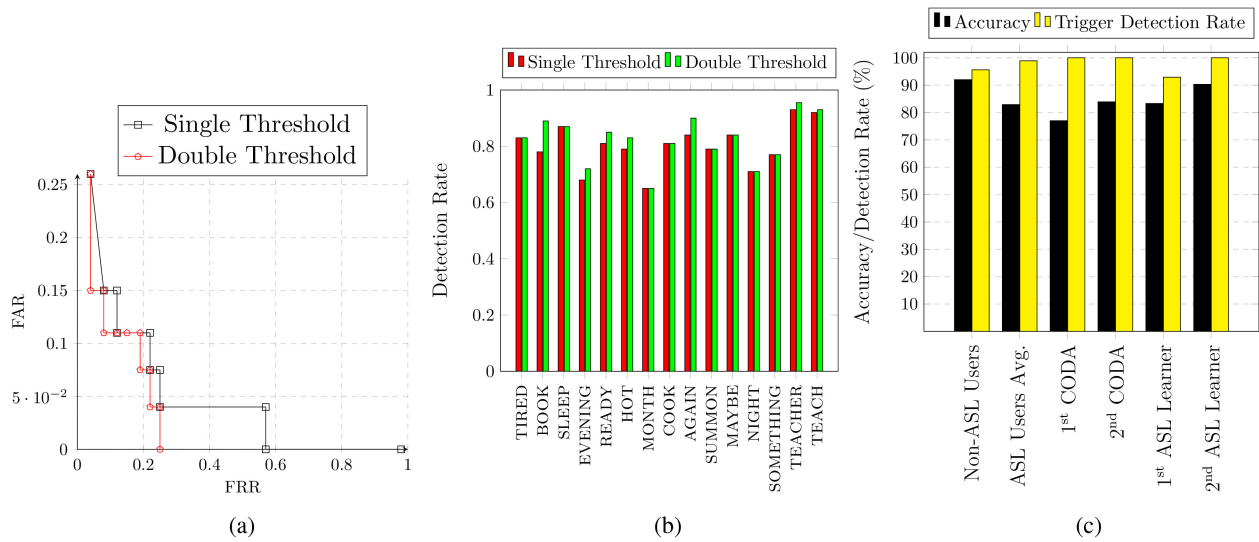 Single Threshold
Double Threshold
0.25
0.2
0.15
0.1
5 · 10⁻²
0
0 0.2 0.4 0.6 0.8 1
FAR
FRR
(a)
Single Threshold Double Threshold
1
0.8
0.6
0.4
0.2
0
Detection Rate
TIRED
BOOK
SLEEP
EVENING
READY
HOT
MONTH
COOK
AGAIN
SUMMON
MAYBE
NIGHT
SOMETHING
TEACHER
TEACH
(b)
Accuracy Trigger Detection Rate
100
90
80
70
60
50
40
30
20
10
Accuracy/Detection Rate (%)
Non-ASL Users
ASL Users Avg.
1st CODA
2nd CODA
1st ASL Learner
2nd ASL Learner
(c)